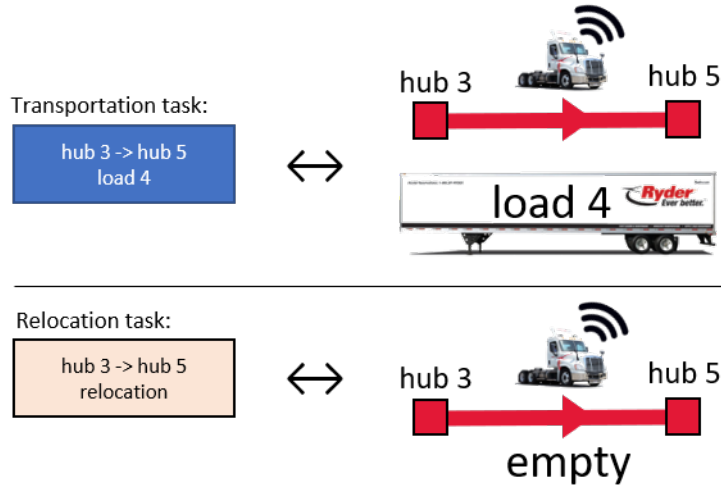 hub 3
hub 5
Transportation task:
hub 3 -> hub 5
load 4
load 4
Ryder
Ever better.
Relocation task:
hub 3 -> hub 5
relocation
hub 3
hub 5
empty